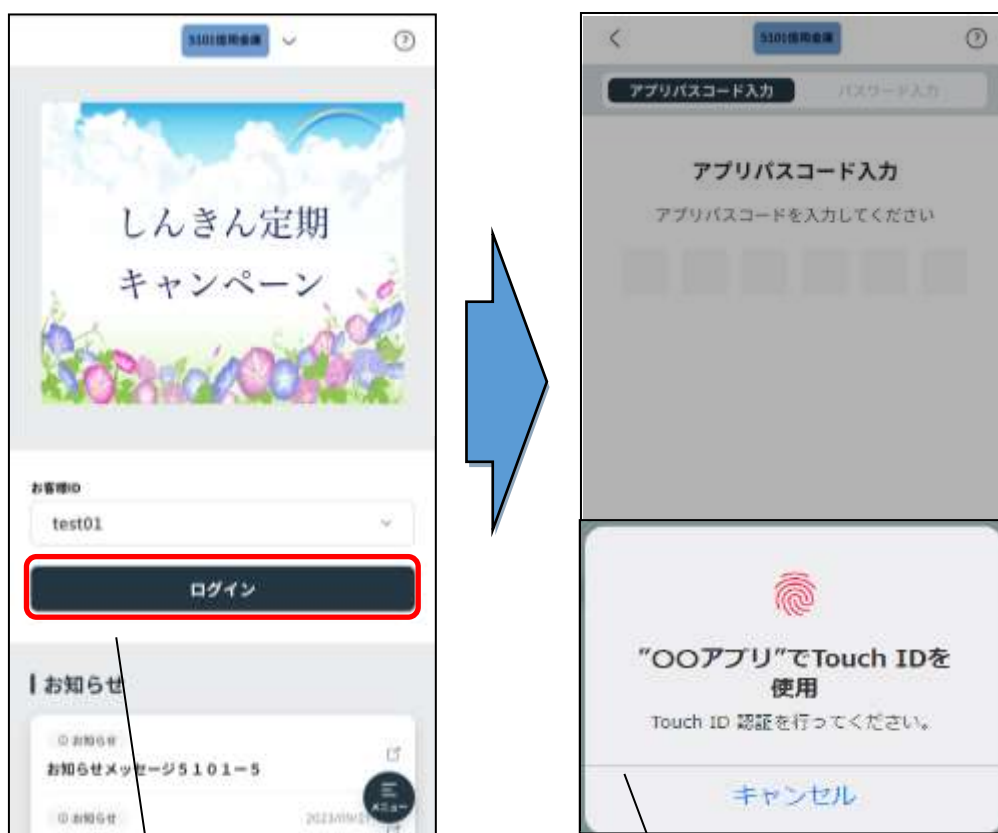 5101信用金庫
しんきん定期
キャンペーン
お客様ID
test01
ログイン
お知らせ
お知らせ
お知らせメッセージ5101-5
メニュー
お知らせ
5101信用金庫
アプリパスコード入力
パスワード入力
アプリパスコード入力
アプリパスコードを入力してください
"〇〇アプリ"でTouch IDを
使用
Touch ID 認証を行ってください。
キャンセル